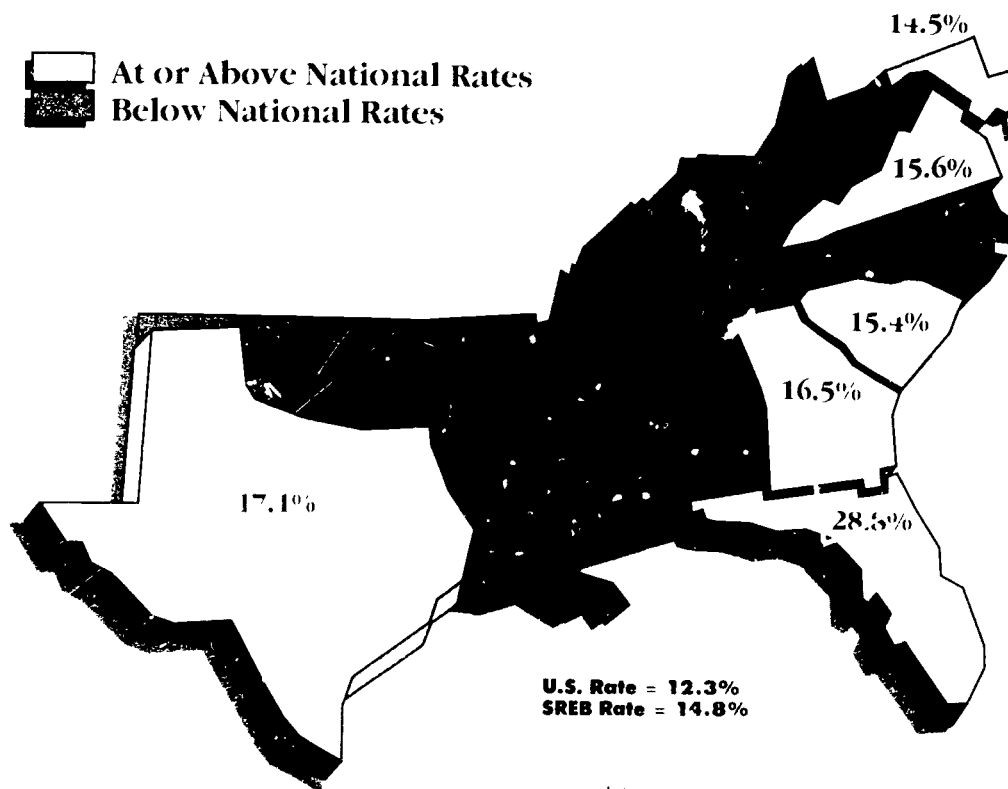 14.5%
At or Above National Rates
Below National Rates
15.6%
15.4%
16.5%
17.1%
28.5%
U.S. Rate = 12.3%
SREB Rate = 14.8%